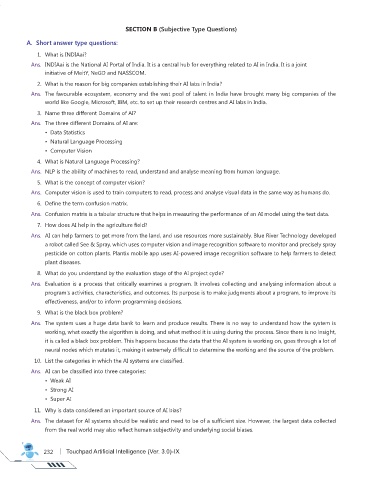 SECTION B (Subjective Type Questions)
A. Short answer type questions:
1. What is INDIAai?
Ans. INDIAai is the National AI Portal of India. It is a central hub for everything related to AI in India. It is a joint
initiative of MeitY, NeGD and NASSCOM.
2. What is the reason for big companies establishing their AI labs in India?
Ans. The favourable ecosystem, economy and the vast pool of talent in India have brought many big companies of the
world like Google, Microsoft, IBM, etc. to set up their research centres and AI labs in India.
3. Name three different Domains of AI?
Ans. The three different Domains of AI are:
• Data Statistics
• Natural Language Processing
• Computer Vision
4. What is Natural Language Processing?
Ans. NLP is the ability of machines to read, understand and analyse meaning from human language.
5. What is the concept of computer vision?
Ans. Computer vision is used to train computers to read, process and analyse visual data in the same way as humans do.
6. Define the term confusion matrix.
Ans. Confusion matrix is a tabular structure that helps in measuring the performance of an AI model using the test data.
7. How does AI help in the agriculture field?
Ans. AI can help farmers to get more from the land, and use resources more sustainably. Blue River Technology developed
a robot called See & Spray, which uses computer vision and image recognition software to monitor and precisely spray
pesticide on cotton plants. Plantix mobile app uses AI-powered image recognition software to help farmers to detect
plant diseases.
8. What do you understand by the evaluation stage of the AI project cycle?
Ans. Evaluation is a process that critically examines a program. It involves collecting and analysing information about a
program's activities, characteristics, and outcomes. Its purpose is to make judgments about a program, to improve its
effectiveness, and/or to inform programming decisions.
9. What is the black box problem?
Ans. The system uses a huge data bank to learn and produce results. There is no way to understand how the system is
working, what exactly the algorithm is doing, and what method it is using during the process. Since there is no insight,
it is called a black box problem. This happens because the data that the AI system is working on, goes through a lot of
neural nodes which mutates it, making it extremely difficult to determine the working and the source of the problem.
10. List the categories in which the AI systems are classified.
Ans. AI can be classified into three categories:
• Weak AI
• Strong AI
• Super AI
11. Why is data considered an important source of AI bias?
Ans. The dataset for AI systems should be realistic and need to be of a sufficient size. However, the largest data collected
from the real world may also reflect human subjectivity and underlying social biases.
232 | Touchpad Artificial Intelligence (Ver. 3.0)-IX